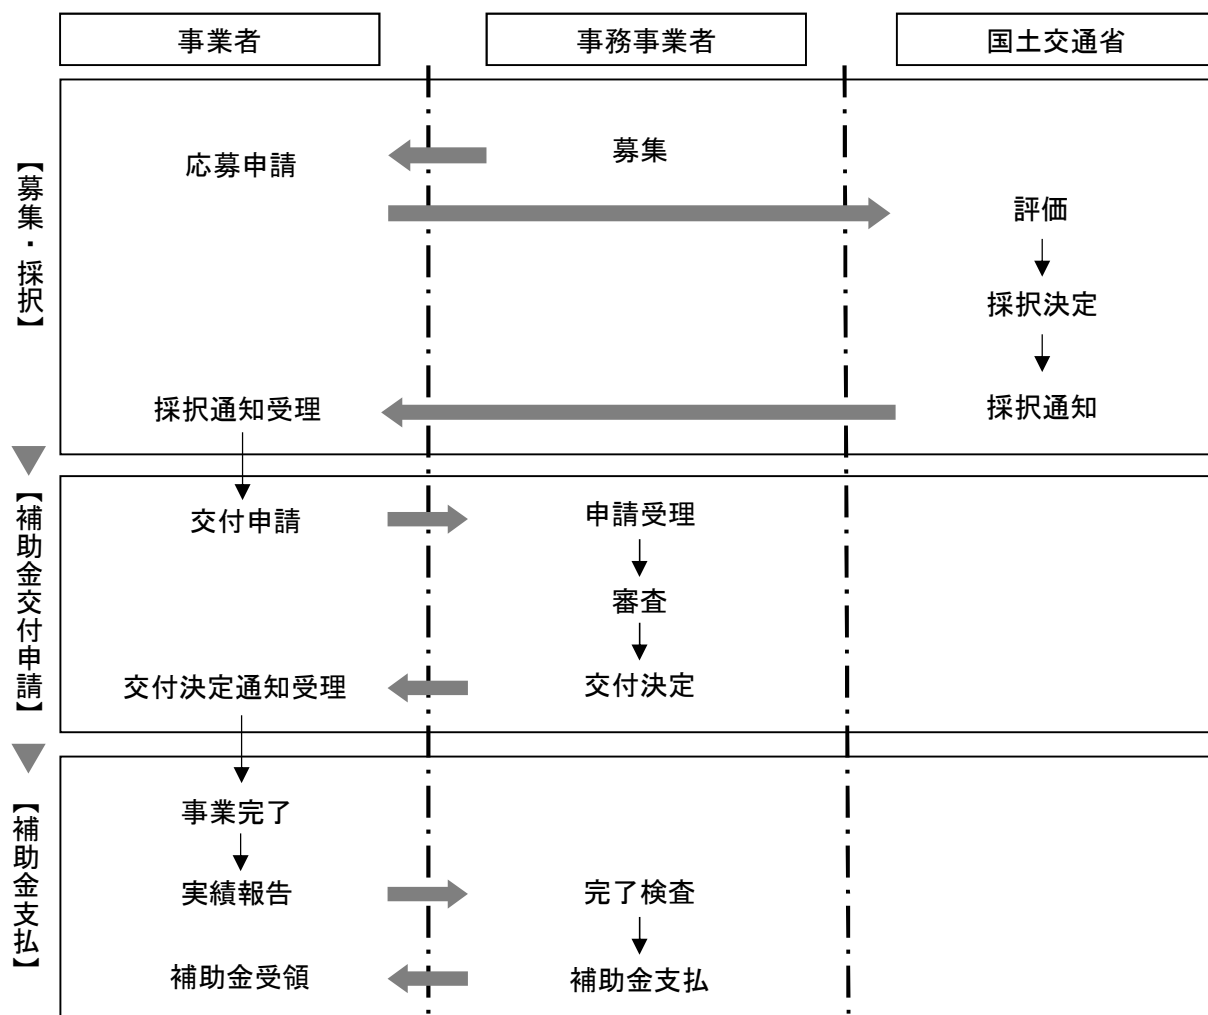 事業者
事務事業者
国土交通省
【募集・採択】
募集
応募申請
評価
採択決定
採択通知
採択通知受理
【補助金交付申請】
交付申請
申請受理
審査
交付決定
交付決定通知受理
【補助金支払】
事業完了
実績報告
完了検査
補助金支払
補助金受領